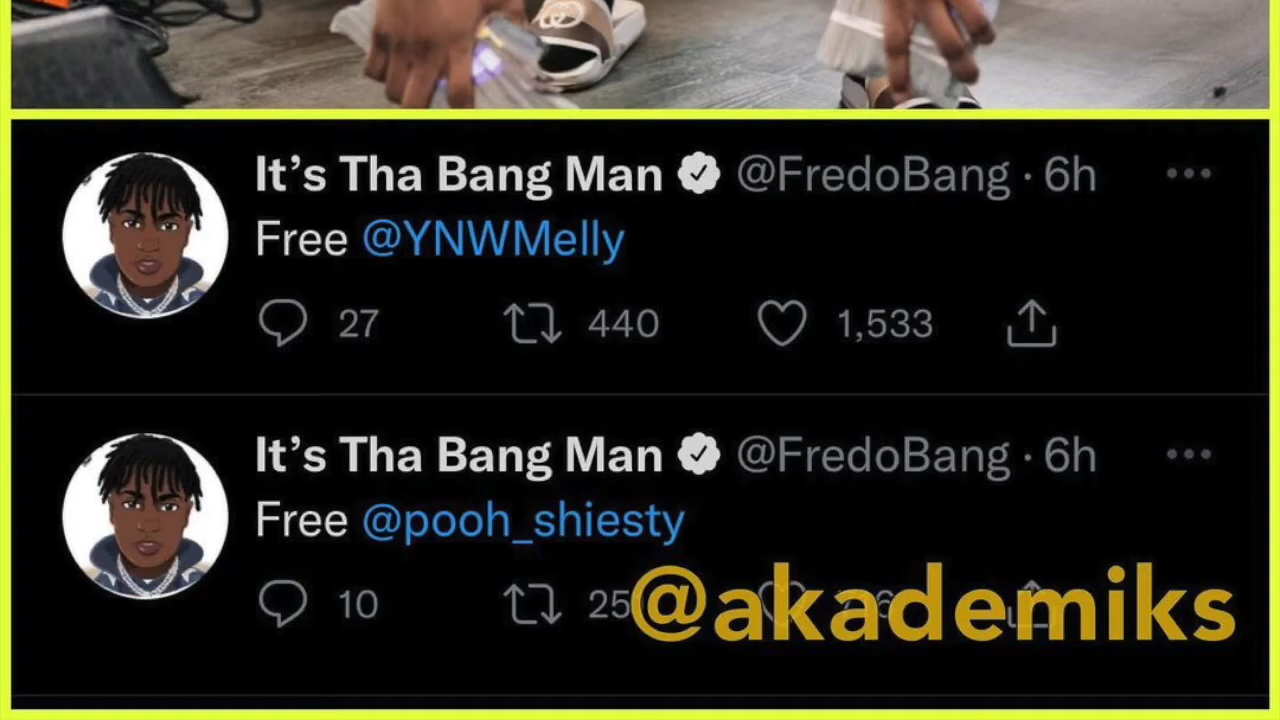 It's Tha Bang Man @FredoBang · 6h
Free @YNWMelly
27 440 1,533
It's Tha Bang Man @FredoBang · 6h
Free @pooh_shiesty
10
@akademiks